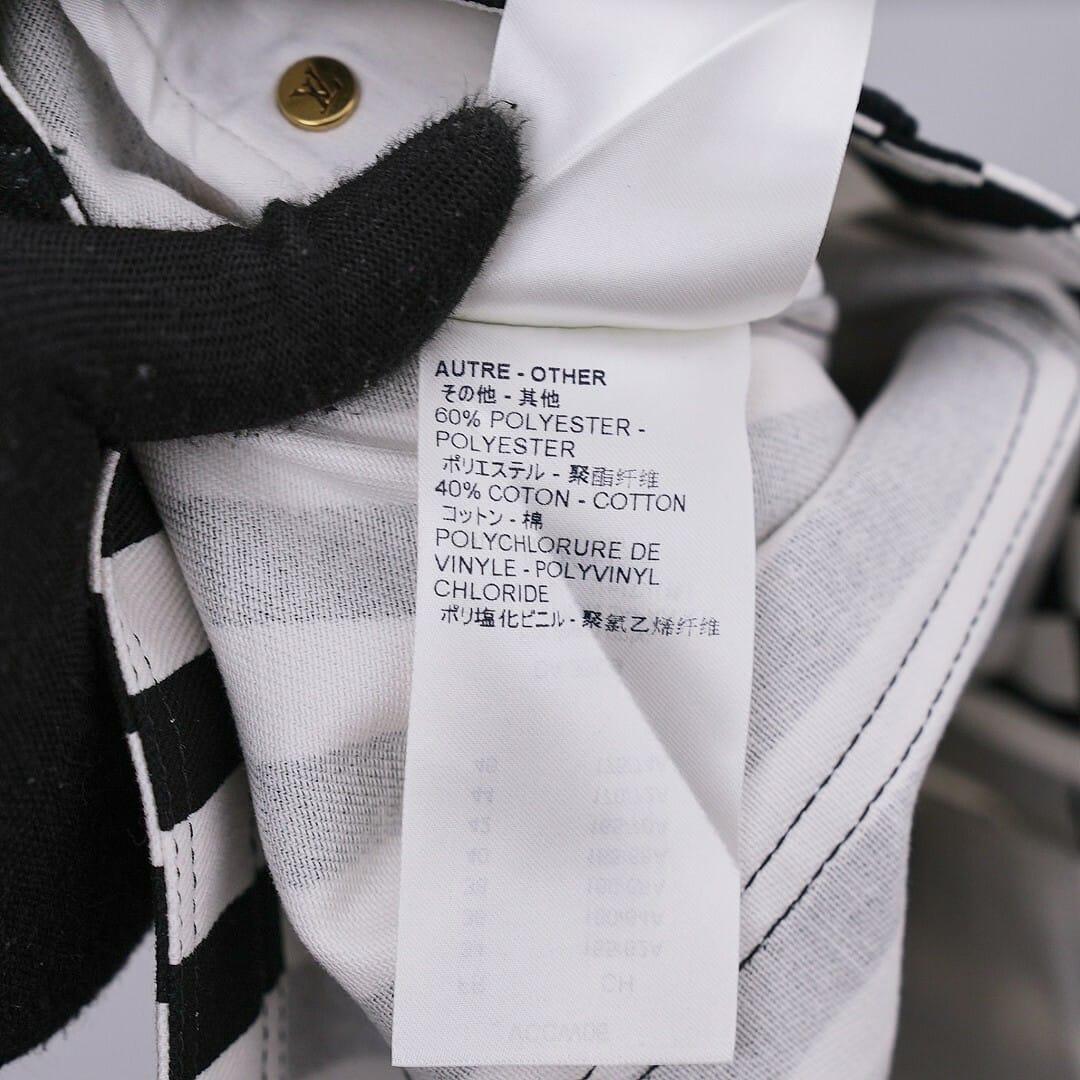 LV
AUTRE - OTHER
その他 - 其他
60% POLYESTER -
POLYESTER
ポリエステル - 聚酯纤维
40% COTON - COTTON
コットン - 棉
POLYCHLORURE DE
VINYLE - POLYVINYL
CHLORIDE
ポリ塩化ビニル - 聚氯乙烯纤维